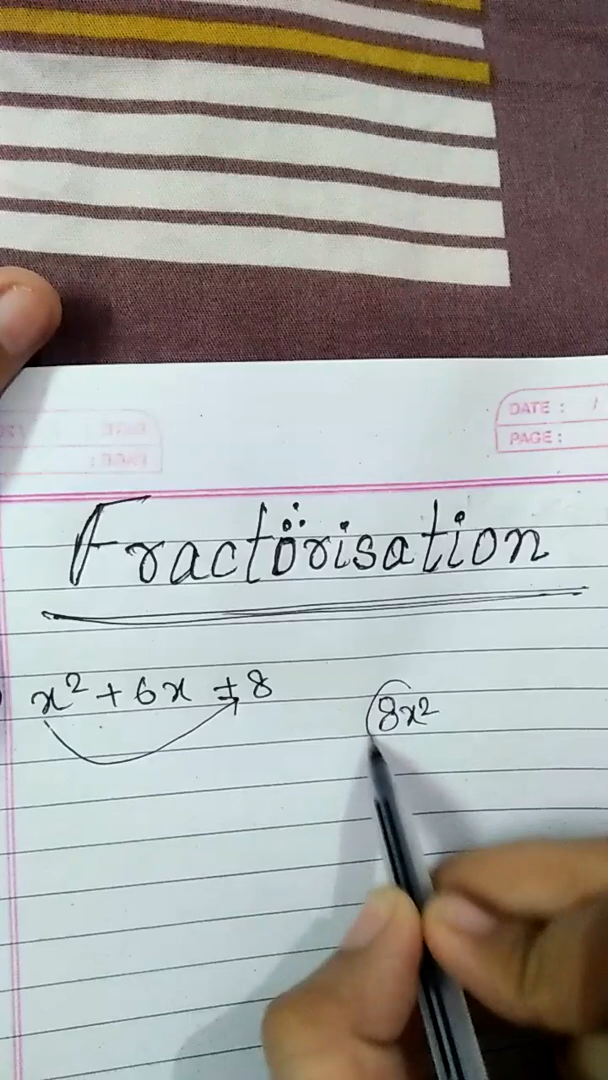 DATE : /
PAGE :
Fractorisation
x² + 6x + 8
8x²